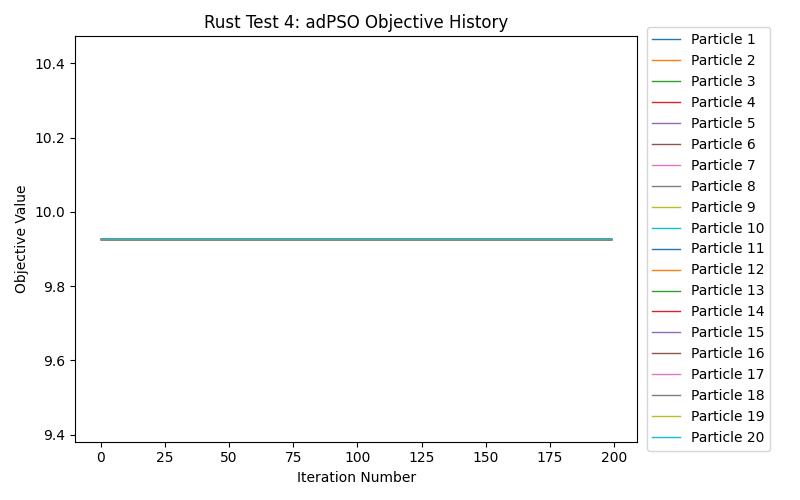 Rust Test 4: adPSO Objective History
Objective Value
10.4
10.2
10.0
9.8
9.6
9.4
0 25 50 75 100 125 150 175 200
Iteration Number
Particle 1
Particle 2
Particle 3
Particle 4
Particle 5
Particle 6
Particle 7
Particle 8
Particle 9
Particle 10
Particle 11
Particle 12
Particle 13
Particle 14
Particle 15
Particle 16
Particle 17
Particle 18
Particle 19
Particle 20